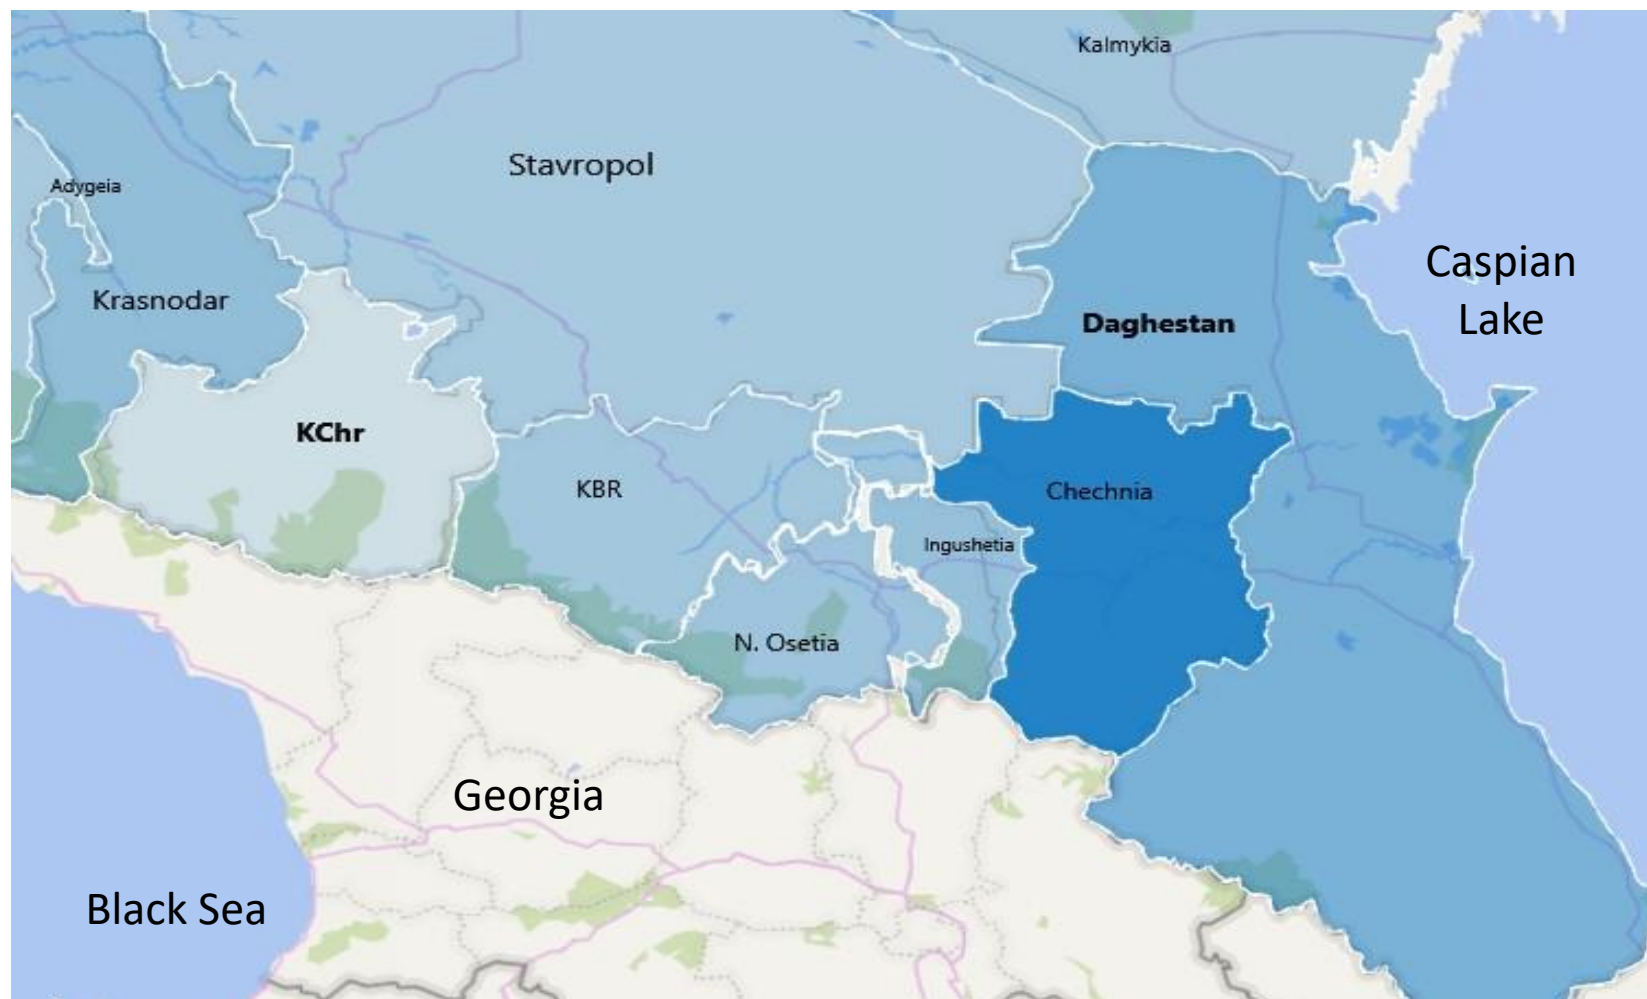 Kalmykia
Stavropol
Adygeia
Caspian
Lake
Krasnodar
Daghestan
KChr
KBR
Chechnia
Ingushetia
N. Osetia
Georgia
Black Sea